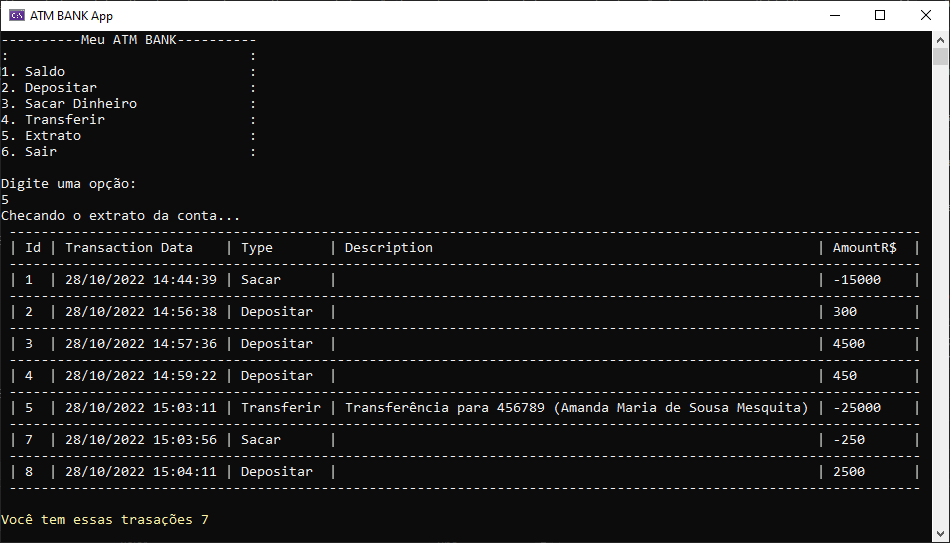 ATM BANK App
----------Meu ATM BANK----------
:                              :
1. Saldo                       :
2. Depositar                   :
3. Sacar Dinheiro              :
4. Transferir                  :
5. Extrato                     :
6. Sair                        :
Digite uma opção:
5
Checando o extrato da conta...
| Id | Transaction Data    | Type       | Description                                                | AmountR$  |
| 1  | 28/10/2022 14:44:39 | Sacar      |                                                            | -15000    |
| 2  | 28/10/2022 14:56:38 | Depositar  |                                                            | 300       |
| 3  | 28/10/2022 14:57:36 | Depositar  |                                                            | 4500      |
| 4  | 28/10/2022 14:59:22 | Depositar  |                                                            | 450       |
| 5  | 28/10/2022 15:03:11 | Transferir | Transferência para 456789 (Amanda Maria de Sousa Mesquita) | -25000    |
| 7  | 28/10/2022 15:03:56 | Sacar      |                                                            | -250      |
| 8  | 28/10/2022 15:04:11 | Depositar  |                                                            | 2500      |
Você tem essas trasações 7